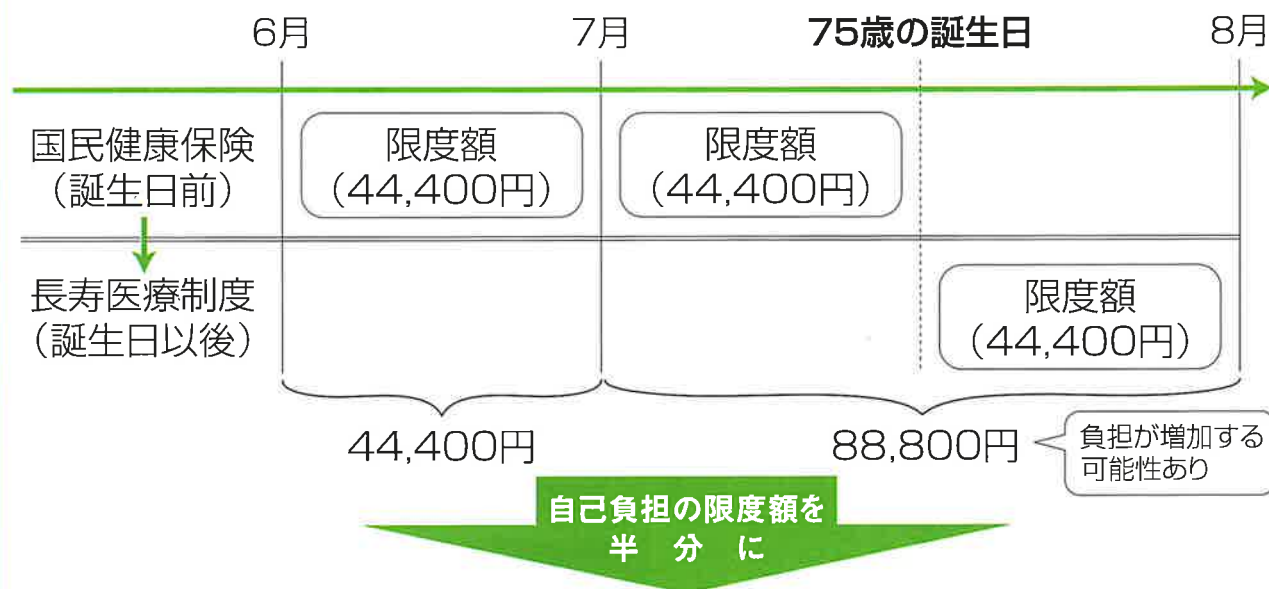 6月
7月
75歳の誕生日
8月
国民健康保険
（誕生日前）
限度額
（44,400円）
限度額
（44,400円）
長寿医療制度
（誕生日以後）
限度額
（44,400円）
44,400円
88,800円
負担が増加する
可能性あり
自己負担の限度額を
半分に